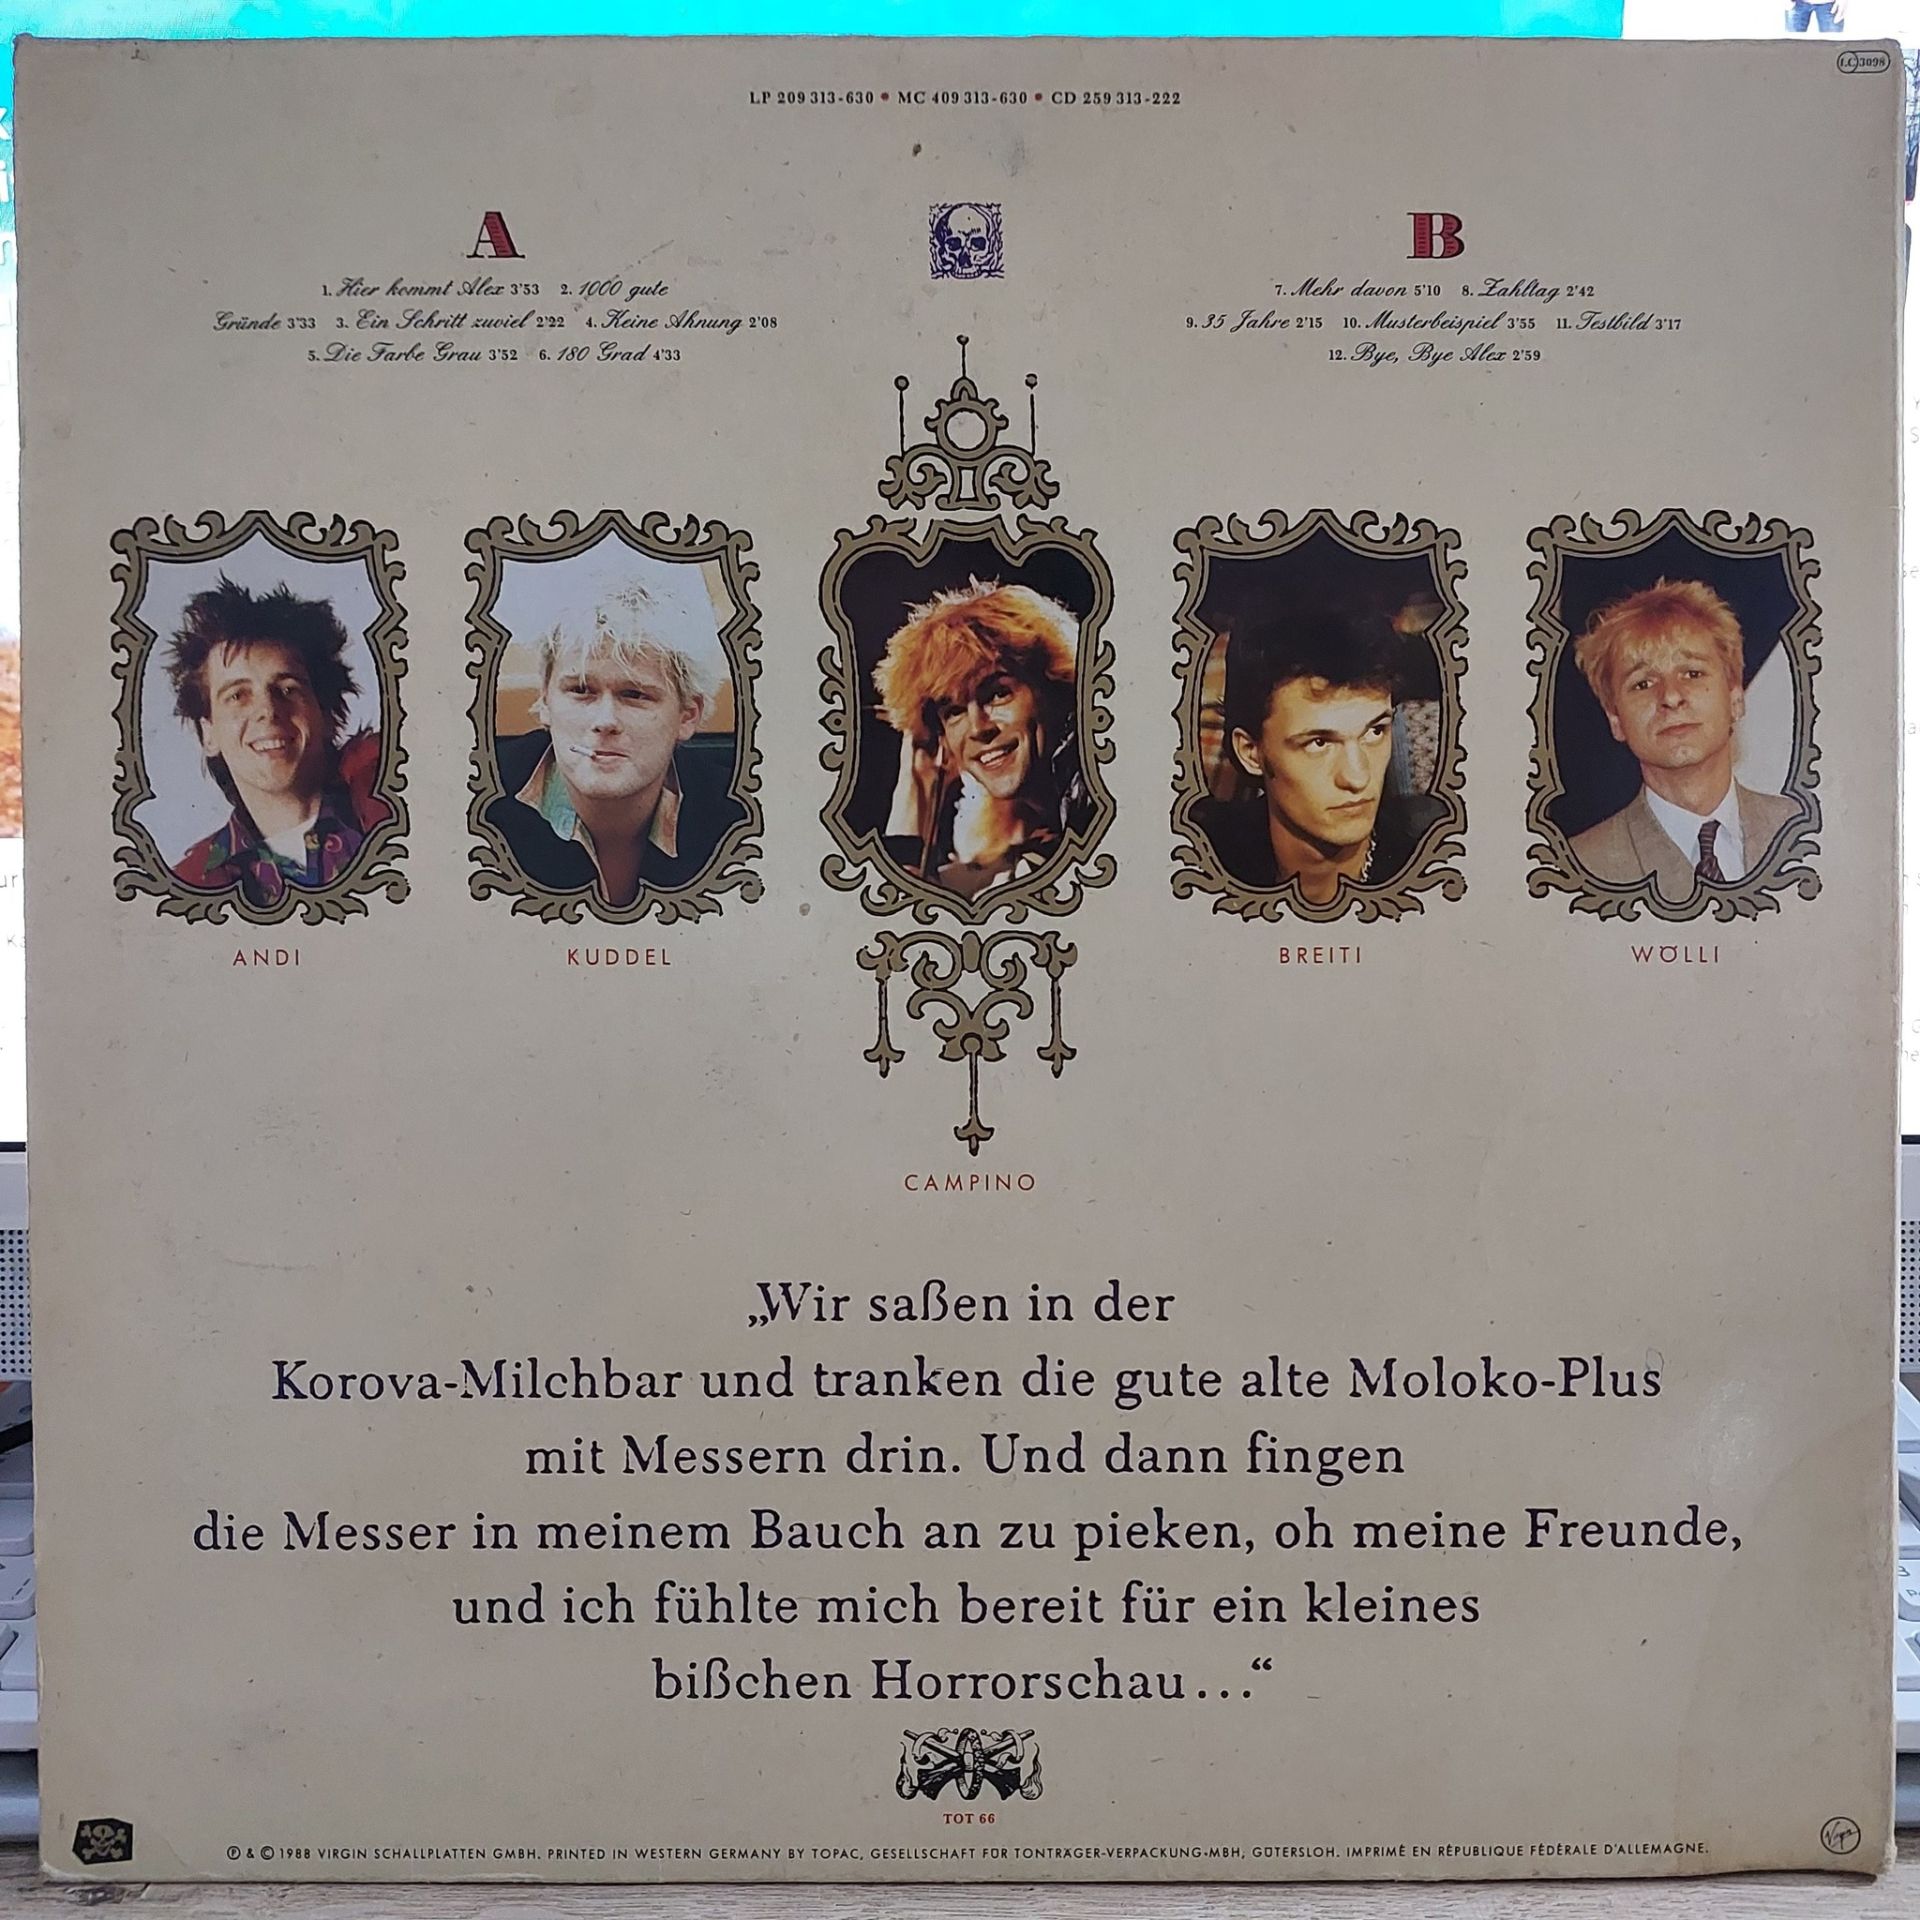 LC 3098
LP 209 313-630 • MC 409 313-630 • CD 259 313-222
A
1. Hier kommt Alex 3'53 2. 1000 gute
Gründe 3'33 3. Ein Schritt zuviel 2'22 4. Keine Ahnung 2'08
5. Die Farbe Grau 3'52 6. 180 Grad 4'33
B
7. Mehr davon 5'10 8. Zahltag 2'42
9. 35 Jahre 2'15 10. Musterbeispiel 3'55 11. Testbild 3'17
12. Bye, Bye Alex 2'59
ANDI
KUDDEL
CAMPINO
BREITI
WÖLLI
„Wir saßen in der
Korova-Milchbar und tranken die gute alte Moloko-Plus
mit Messern drin. Und dann fingen
die Messer in meinem Bauch an zu pieken, oh meine Freunde,
und ich fühlte mich bereit für ein kleines
bißchen Horrorschau...“
TOT 66
℗ & © 1988 VIRGIN SCHALLPLATTEN GMBH. PRINTED IN WESTERN GERMANY BY TOPAC, GESELLSCHAFT FÜR TONTRÄGER-VERPACKUNG-MBH, GÜTERSLOH. IMPRIMÉ EN RÉPUBLIQUE FÉDÉRALE D'ALLEMAGNE.
Virgin